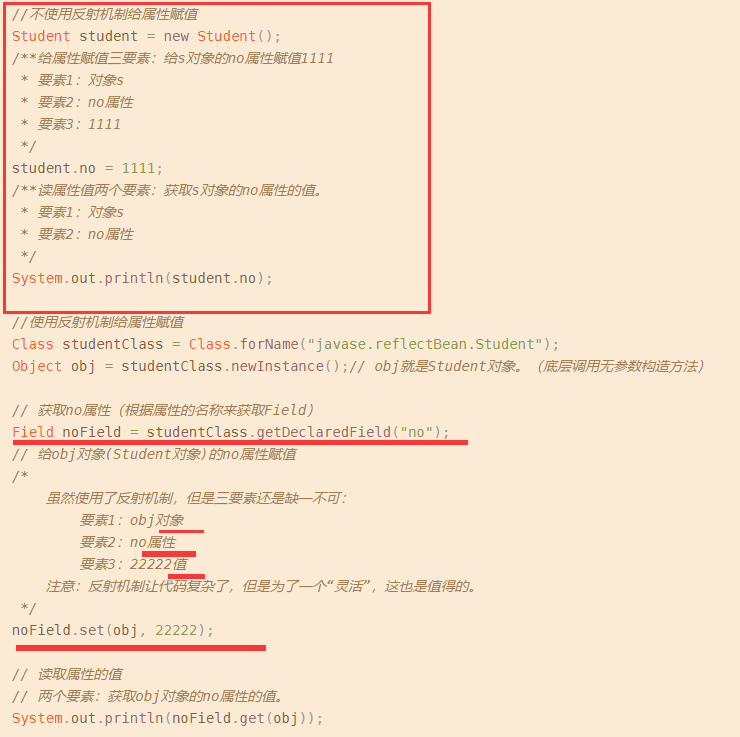 //不使用反射机制给属性赋值
Student student = new Student();
/**给属性赋值三要素：给s对象的no属性赋值1111
 * 要素1：对象s
 * 要素2：no属性
 * 要素3：1111
 */
student.no = 1111;
/**读属性值两个要素：获取s对象的no属性的值。
 * 要素1：对象s
 * 要素2：no属性
 */
System.out.println(student.no);
//使用反射机制给属性赋值
Class studentClass = Class.forName("javase.reflectBean.Student");
Object obj = studentClass.newInstance();// obj就是Student对象。（底层调用无参数构造方法）
// 获取no属性（根据属性的名称来获取Field）
Field noField = studentClass.getDeclaredField("no");
// 给obj对象(Student对象)的no属性赋值
/*
    虽然使用了反射机制，但是三要素还是缺一不可：
        要素1：obj对象
        要素2：no属性
        要素3：22222值
    注意：反射机制让代码复杂了，但是为了一个“灵活”，这也是值得的。
 */
noField.set(obj, 22222);
// 读取属性的值
// 两个要素：获取obj对象的no属性的值。
System.out.println(noField.get(obj));